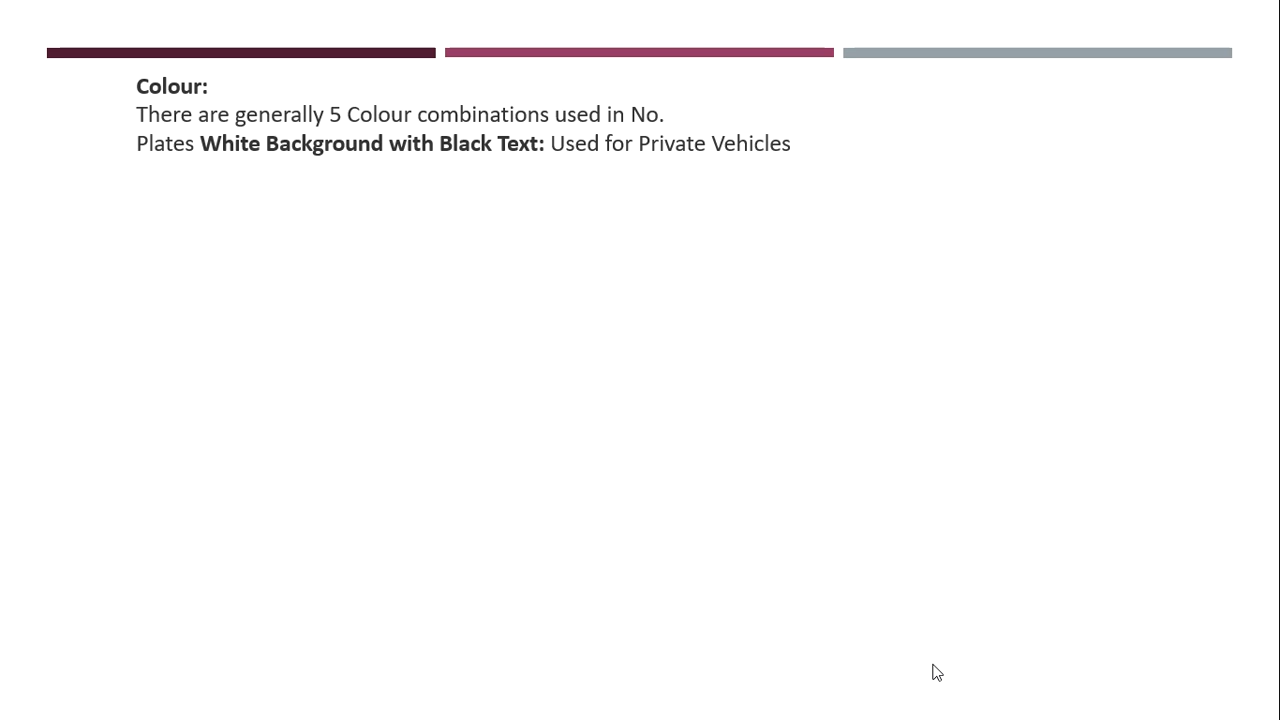 Colour:
There are generally 5 Colour combinations used in No.
Plates White Background with Black Text: Used for Private Vehicles